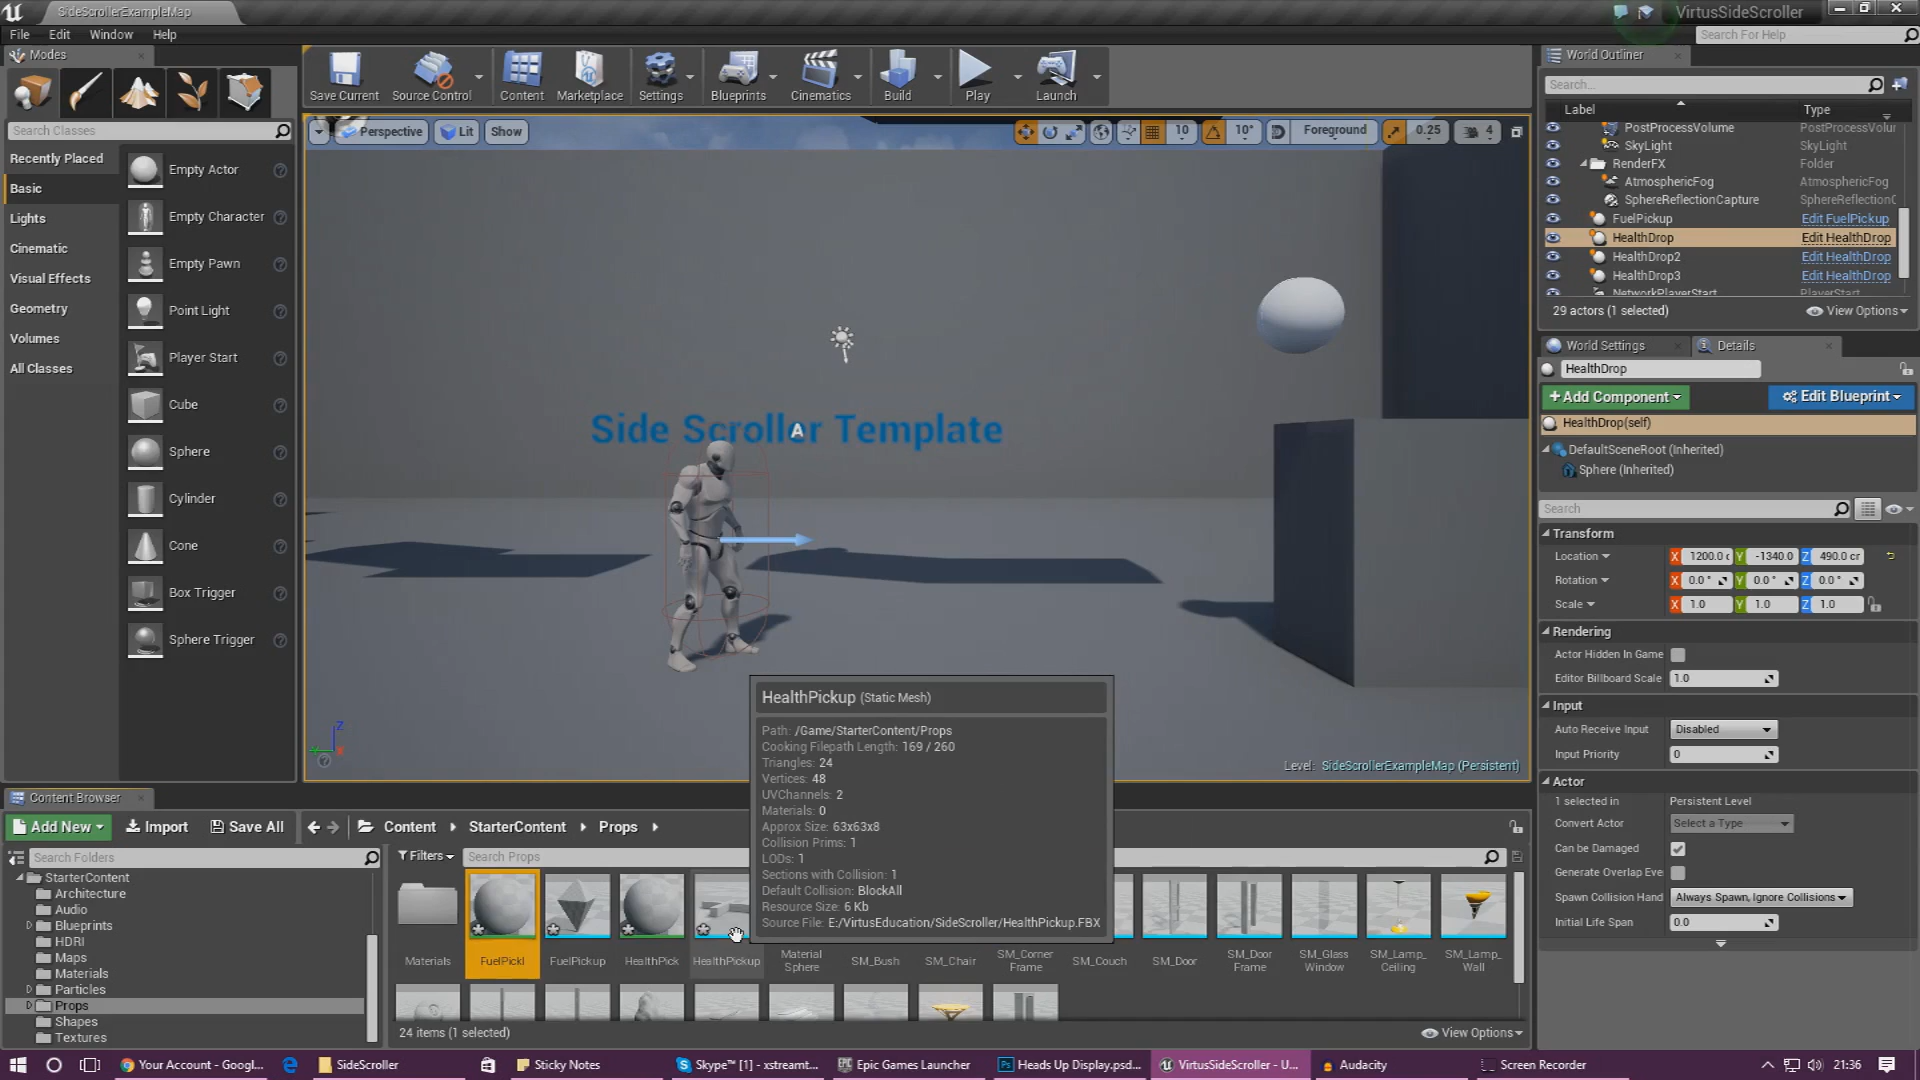 SideScrollerExampleMap
VirtusSideScroller
File Edit Window Help
Search For Help
Modes
Save Current
Source Control
Content
Marketplace
Settings
Blueprints
Cinematics
Build
Play
Launch
Search Classes
Recently Placed
Basic
Lights
Cinematic
Visual Effects
Geometry
Volumes
All Classes
Empty Actor
Empty Character
Empty Pawn
Point Light
Player Start
Cube
Sphere
Cylinder
Cone
Box Trigger
Sphere Trigger
Perspective Lit Show
10 10° Foreground 0.25 4
Side Scroller Template
A
Z
X
Level: SideScrollerExampleMap (Persistent)
HealthPickup (Static Mesh)
Path: /Game/StarterContent/Props
Cooking Filepath Length: 169 / 260
Triangles: 24
Vertices: 48
UVChannels: 2
Materials: 0
Approx Size: 63x63x8
Collision Prims: 1
LODs: 1
Sections with Collision: 1
Default Collision: BlockAll
Resource Size: 6 Kb
Source File: E:/VirtusEducation/SideScroller/HealthPickup.FBX
World Outliner
Search...
Label Type
PostProcessVolume PostProcessVolu
SkyLight SkyLight
RenderFX Folder
AtmosphericFog AtmosphericFog
SphereReflectionCapture SphereReflectionC
FuelPickup Edit FuelPickup
HealthDrop Edit HealthDrop
HealthDrop2 Edit HealthDrop
HealthDrop3 Edit HealthDrop
NetworkPlayerStart PlayerStart
29 actors (1 selected) View Options
World Settings Details
HealthDrop
+Add Component Edit Blueprint
HealthDrop(self)
DefaultSceneRoot (Inherited)
Sphere (Inherited)
Search
Transform
Location X 1200.0 c Y -1340.0 Z 490.0 cr
Rotation X 0.0 ° Y 0.0 ° Z 0.0 °
Scale X 1.0 Y 1.0 Z 1.0
Rendering
Actor Hidden In Game
Editor Billboard Scale 1.0
Input
Auto Receive Input Disabled
Input Priority 0
Actor
1 selected in Persistent Level
Convert Actor Select a Type
Can be Damaged
Generate Overlap Eve
Spawn Collision Hand Always Spawn, Ignore Collisions
Initial Life Span 0.0
Content Browser
Add New Import Save All Content StarterContent Props
Search Folders
Filters Search Props
StarterContent
Architecture
Audio
Blueprints
HDRI
Maps
Materials
Particles
Props
Shapes
Textures
Materials
FuelPickI
FuelPickup
HealthPick
HealthPickup
Material Sphere
SM_Bush
SM_Chair
SM_Corner Frame
SM_Couch
SM_Door
SM_Door Frame
SM_Glass Window
SM_Lamp_ Ceiling
SM_Lamp_ Wall
24 items (1 selected) View Options
Your Account - Googl...
SideScroller
Sticky Notes
Skype™ [1] - xstreamt...
Epic Games Launcher
Heads Up Display.psd...
VirtusSideScroller - U...
Audacity
Screen Recorder
21:36